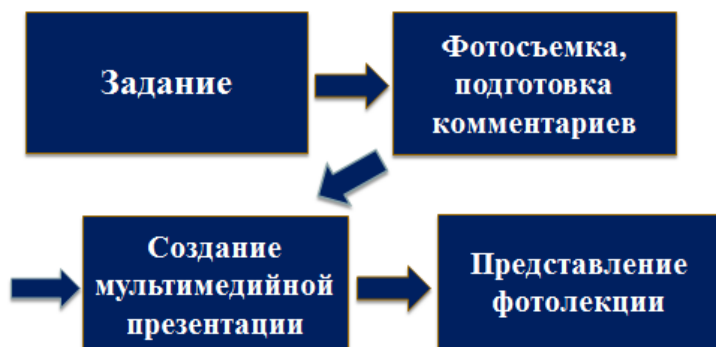 Задание
Фотосъемка,
подготовка
комментариев
Создание
мультимедийной
презентации
Представление
фотолекции